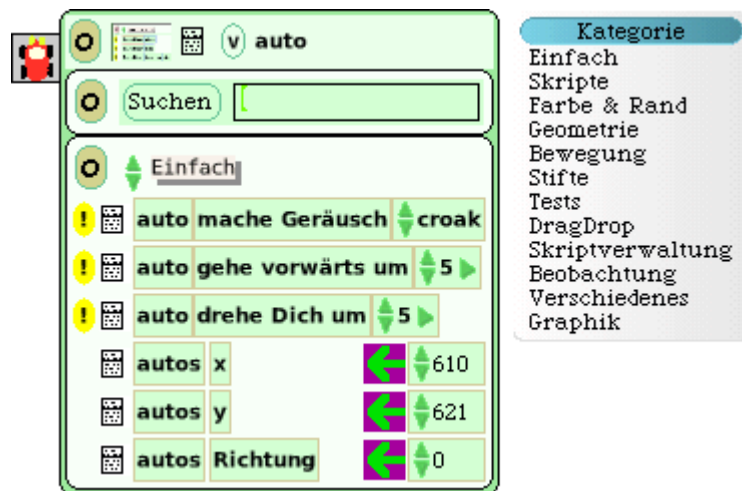 v auto
Suchen
Einfach
! auto mache Geräusch croak
! auto gehe vorwärts um 5
! auto drehe Dich um 5
autos x 610
autos y 621
autos Richtung 0
Kategorie
Einfach
Skripte
Farbe & Rand
Geometrie
Bewegung
Stifte
Tests
DragDrop
Skriptverwaltung
Beobachtung
Verschiedenes
Graphik